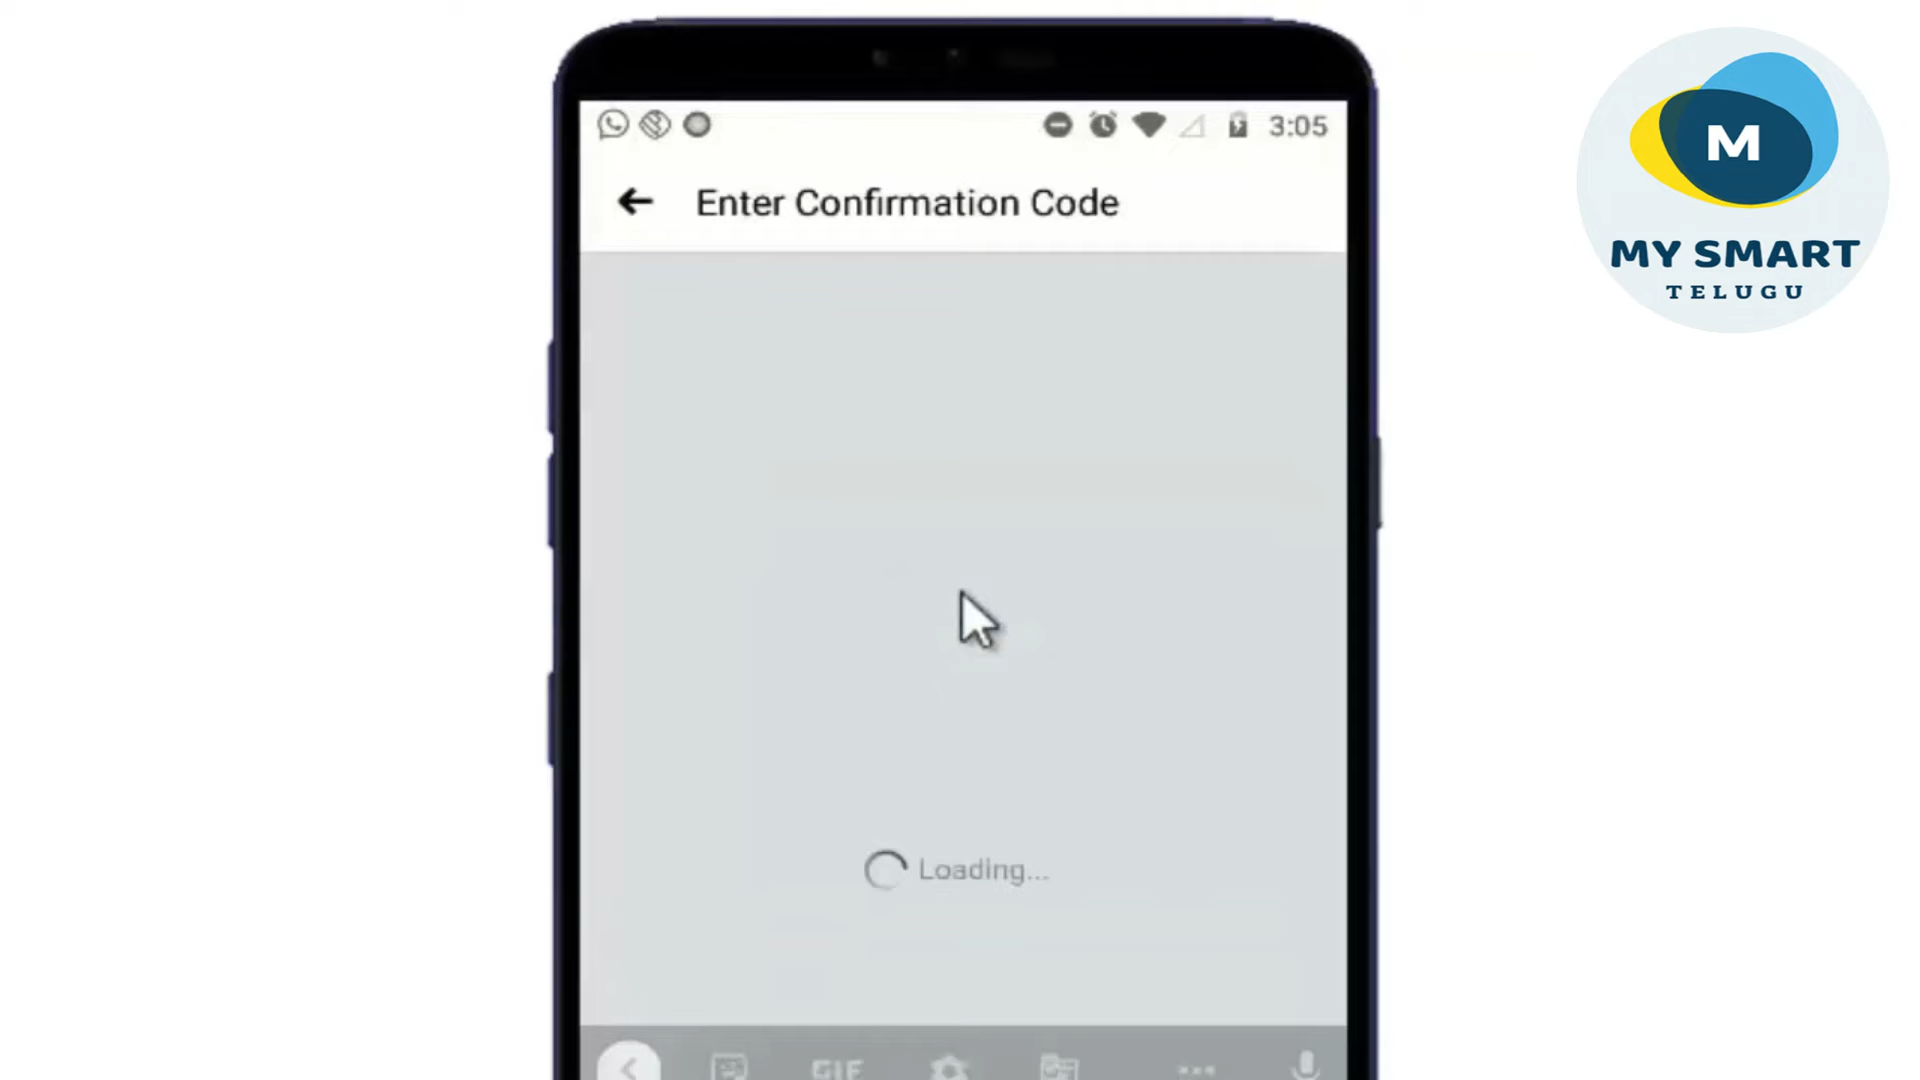 3:05
Enter Confirmation Code
Loading...
GIF
M
MY SMART
TELUGU